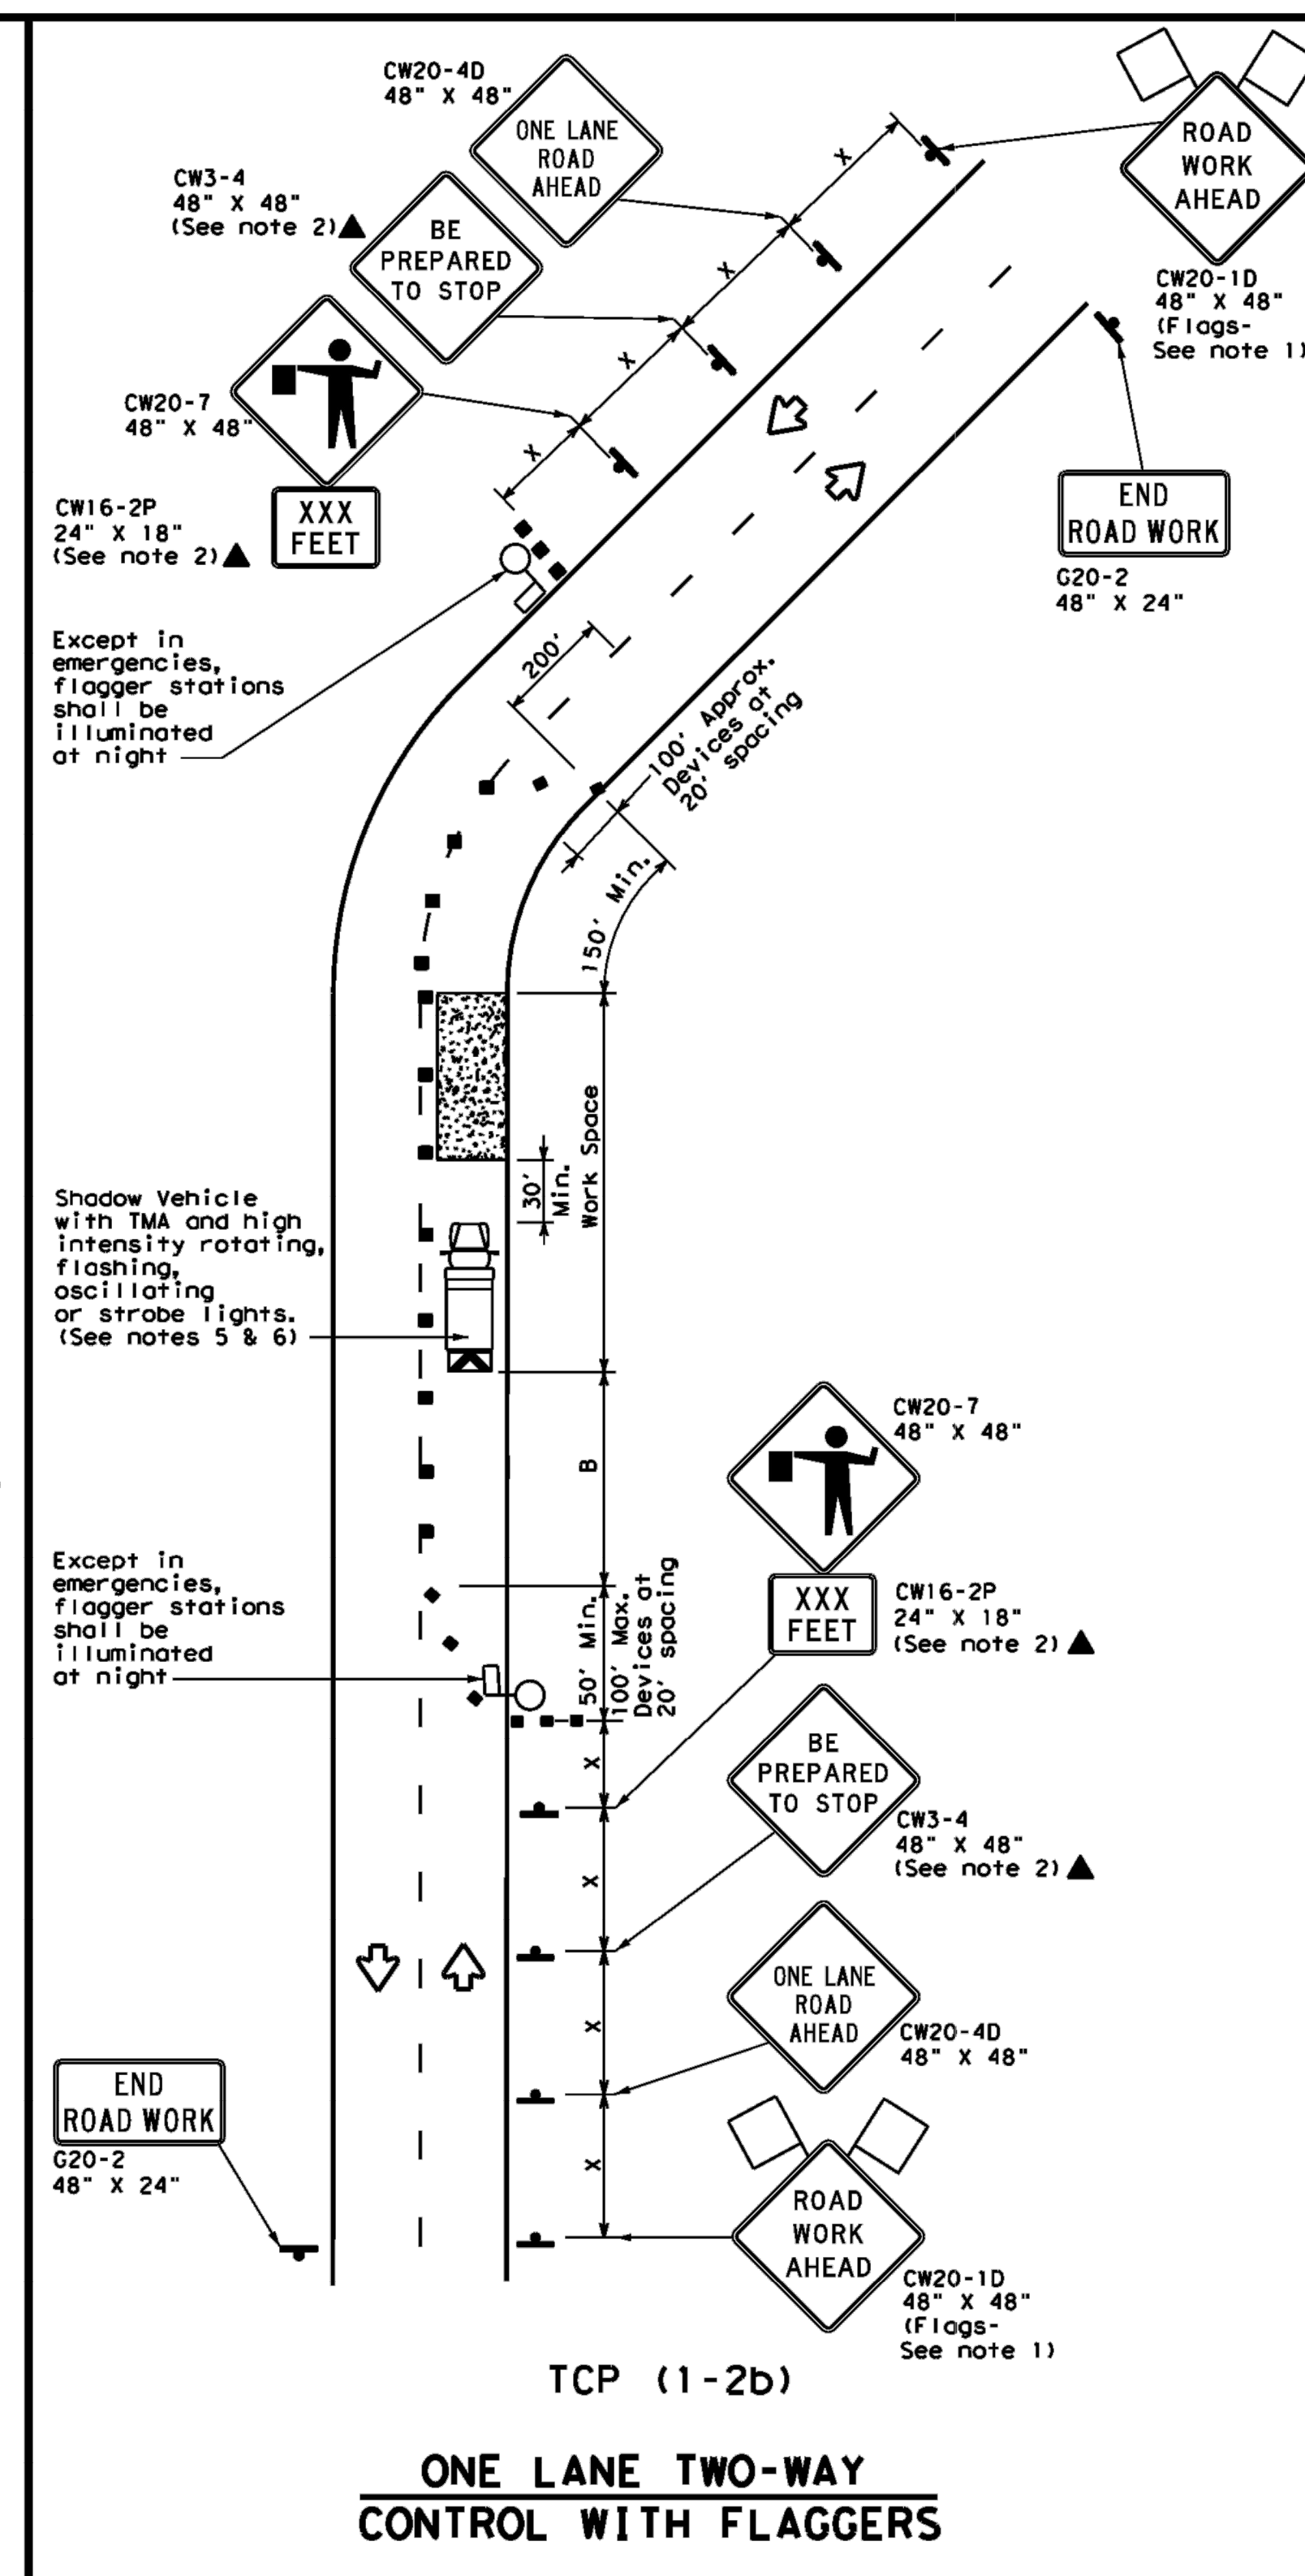 CW20-4D
48" X 48"
ONE LANE
ROAD
AHEAD
ROAD
WORK
AHEAD
CW20-1D
48" X 48"
(Flags-
See note 1)
CW3-4
48" X 48"
(See note 2)
BE
PREPARED
TO STOP
CW20-7
48" X 48"
CW16-2P
24" X 18"
(See note 2)
XXX
FEET
X
X
X
X
END
ROAD WORK
G20-2
48" X 24"
Except in
emergencies,
flagger stations
shall be
illuminated
at night
200'
100' Approx.
Devices at
20' spacing
150' Min.
Work Space
30'
Min.
Shadow Vehicle
with TMA and high
intensity rotating,
flashing,
oscillating
or strobe lights.
(See notes 5 & 6)
B
CW20-7
48" X 48"
XXX
FEET
CW16-2P
24" X 18"
(See note 2)
Except in
emergencies,
flagger stations
shall be
illuminated
at night
50' Min.
100' Max.
Devices at
20' spacing
X
X
X
X
BE
PREPARED
TO STOP
CW3-4
48" X 48"
(See note 2)
ONE LANE
ROAD
AHEAD
CW20-4D
48" X 48"
END
ROAD WORK
G20-2
48" X 24"
ROAD
WORK
AHEAD
CW20-1D
48" X 48"
(Flags-
See note 1)
TCP (1-2b)
ONE LANE TWO-WAY
CONTROL WITH FLAGGERS